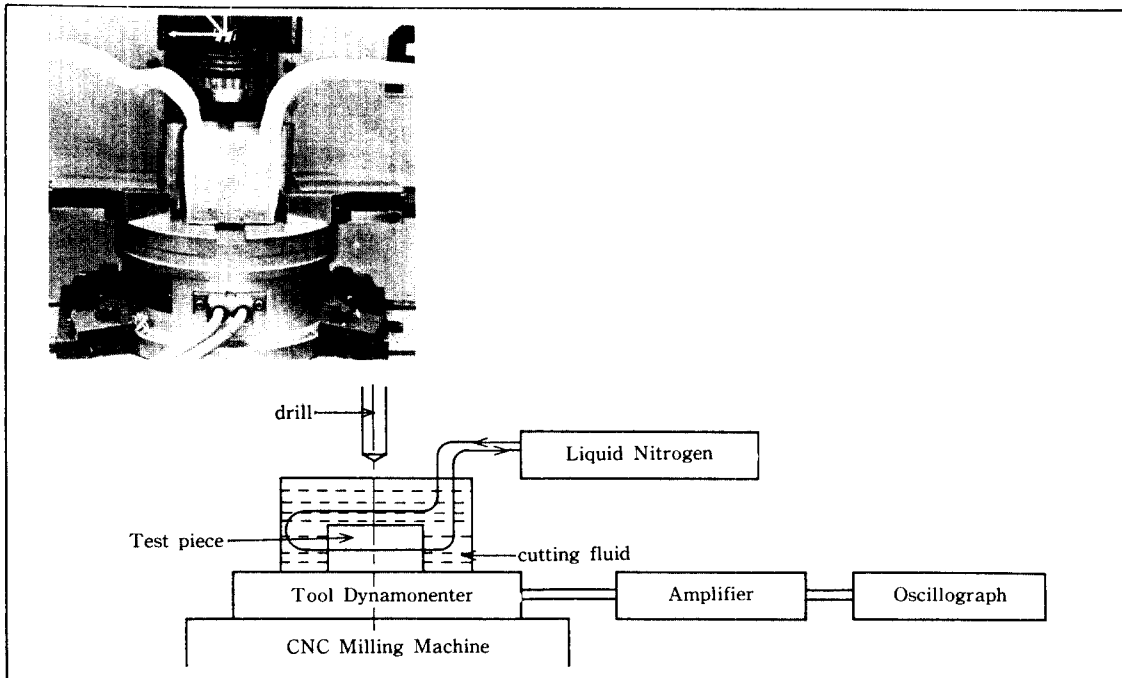 drill
Liquid Nitrogen
Test piece
cutting fluid
Tool Dynamonenter
Amplifier
Oscillograph
CNC Milling Machine